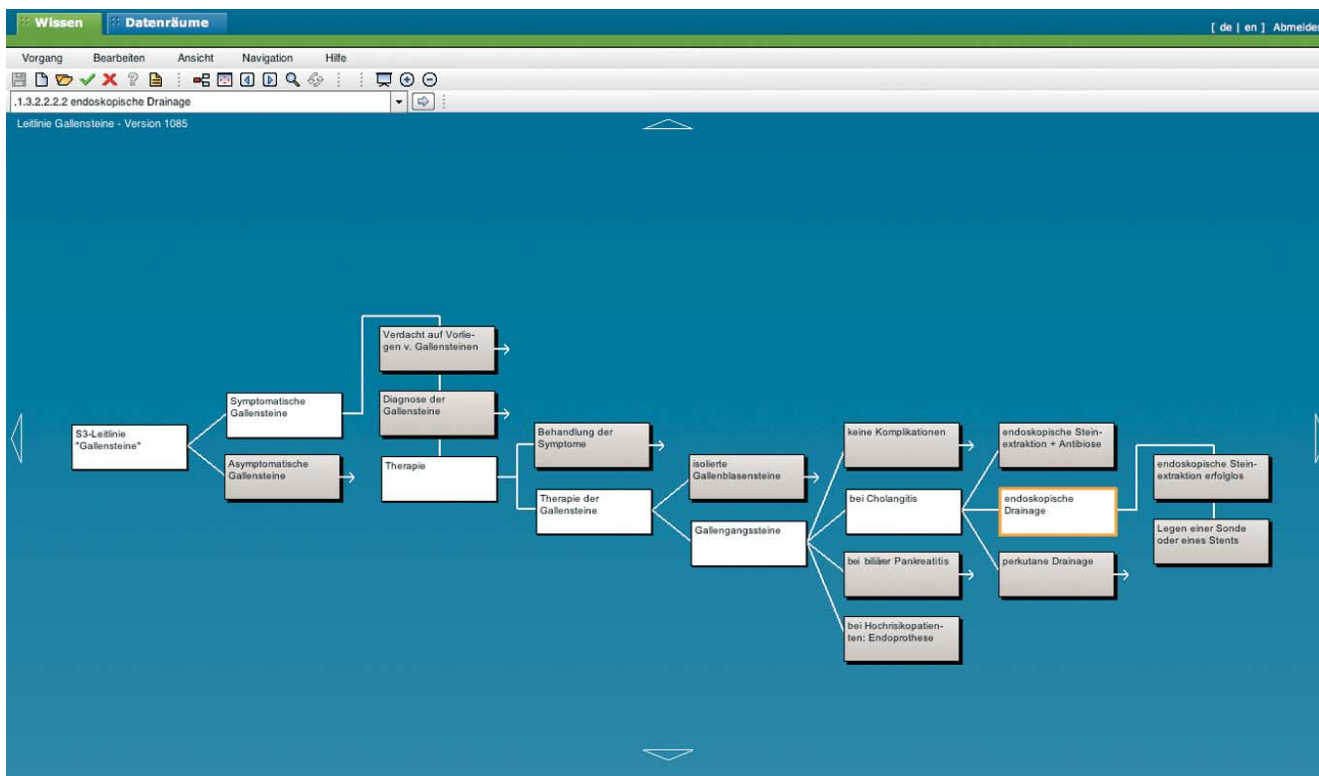 Wissen
Datenräume
[ de | en ] Abmelden
Vorgang Bearbeiten Ansicht Navigation Hilfe
.1.3.2.2.2.2 endoskopische Drainage
Leitlinie Gallensteine - Version 1085
S3-Leitlinie
"Gallensteine"
Symptomatische
Gallensteine
Asymptomatische
Gallensteine
Verdacht auf Vorlie-
gen v. Gallensteinen
Diagnose der
Gallensteine
Therapie
Behandlung der
Symptome
Therapie der
Gallensteine
isolierte
Gallenblasensteine
Gallengangssteine
keine Komplikationen
bei Cholangitis
bei biliärer Pankreatitis
bei Hochrisikopatien-
ten: Endoprothese
endoskopische Stein-
extraktion + Antibiose
endoskopische
Drainage
perkutane Drainage
endoskopische Stein-
extraktion erfolglos
Legen einer Sonde
oder eines Stents